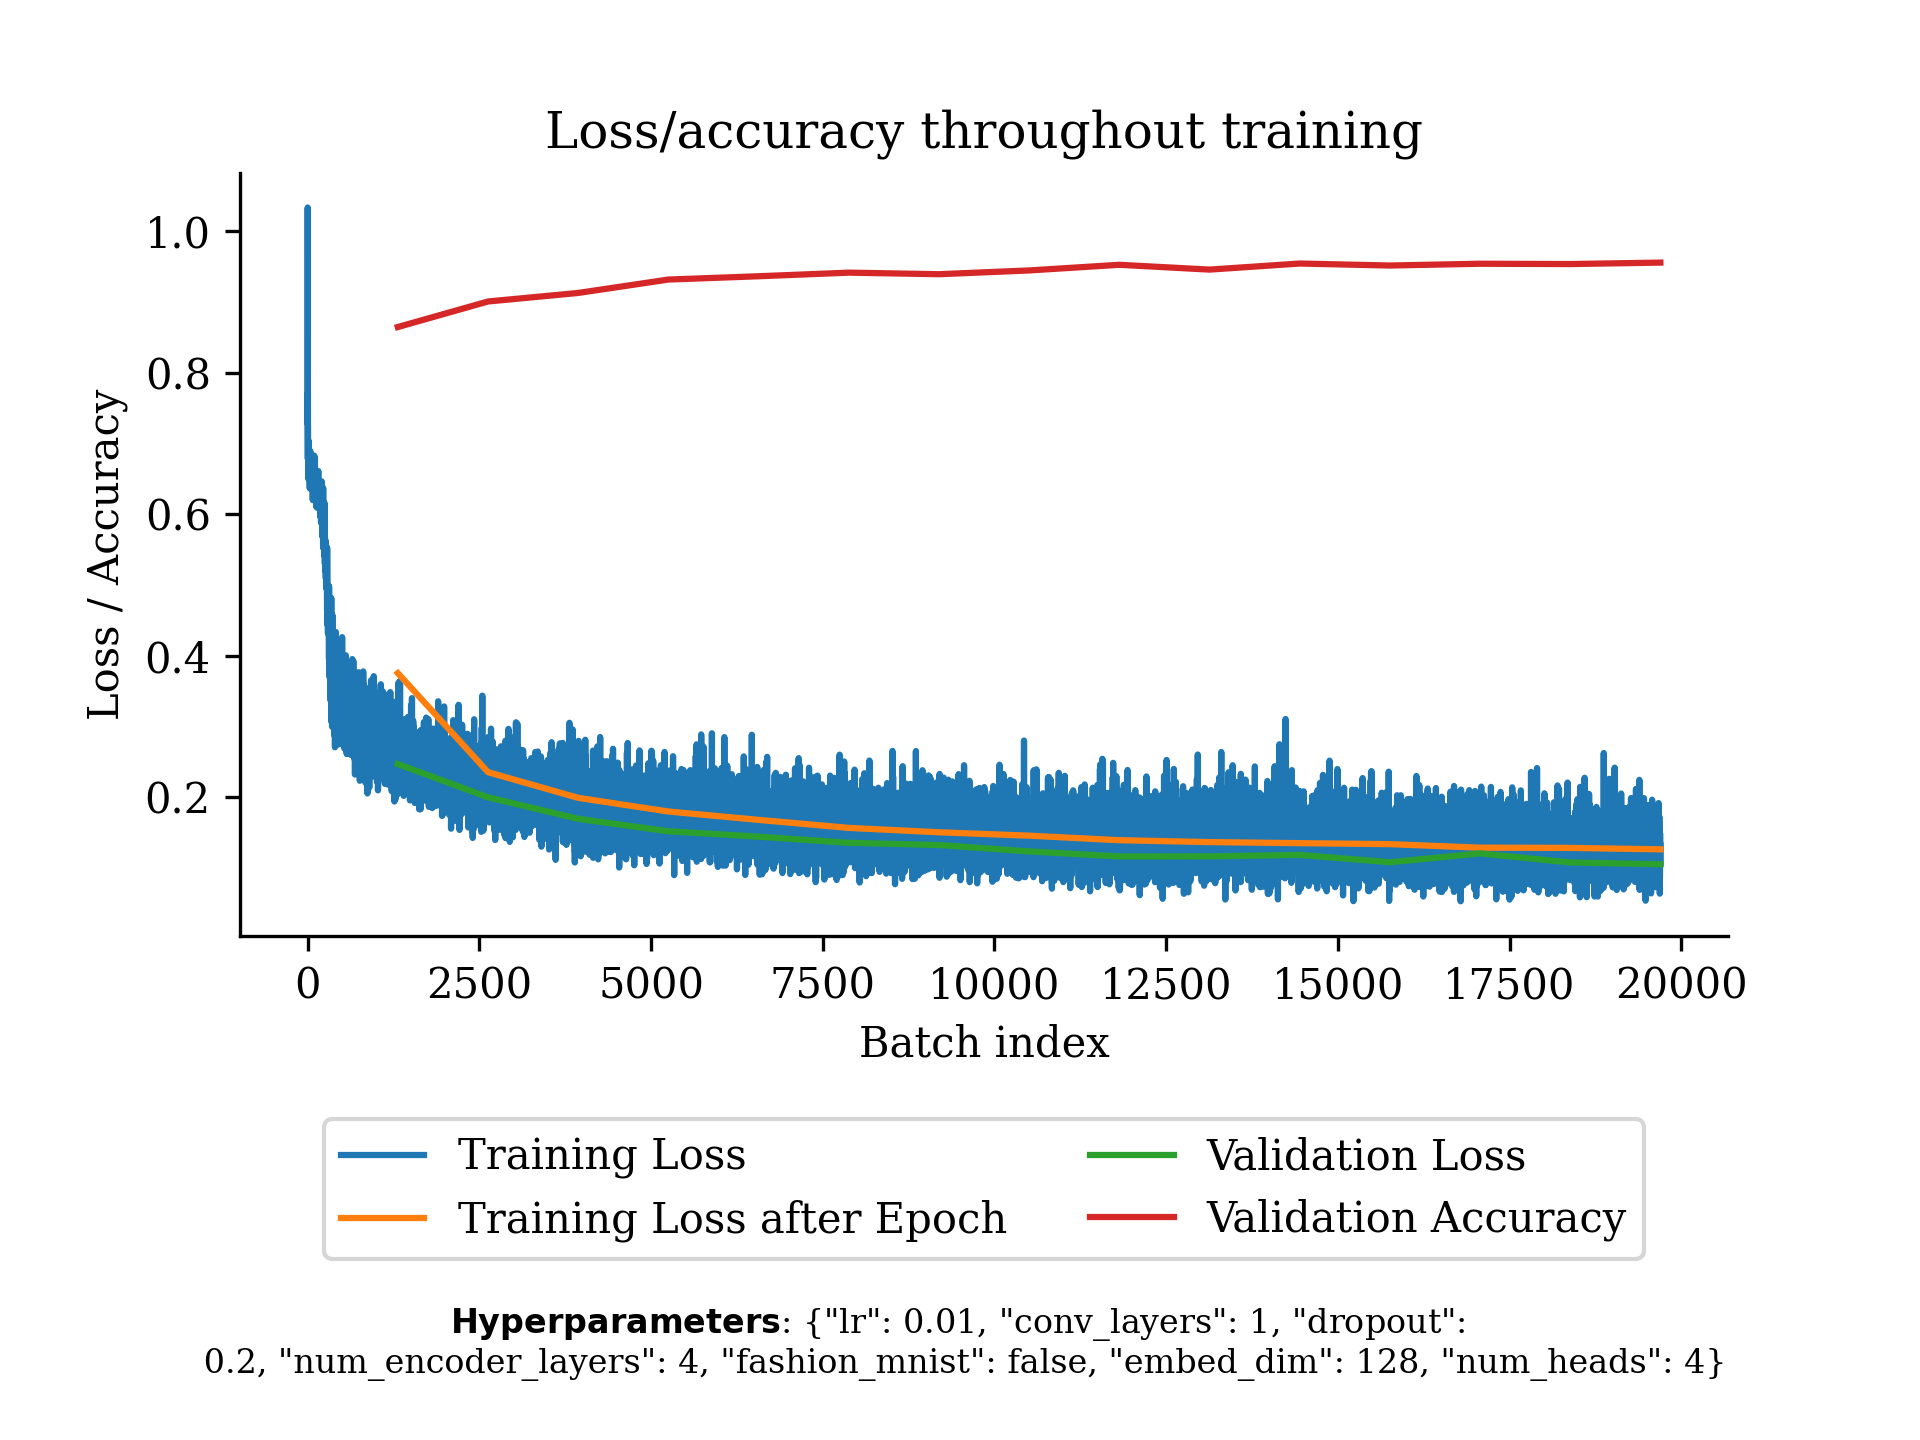 Loss/accuracy throughout training
Loss / Accuracy
1.0
0.8
0.6
0.4
0.2
0 2500 5000 7500 10000 12500 15000 17500 20000
Batch index
Training Loss
Training Loss after Epoch
Validation Loss
Validation Accuracy
Hyperparameters: {"lr": 0.01, "conv_layers": 1, "dropout":
0.2, "num_encoder_layers": 4, "fashion_mnist": false, "embed_dim": 128, "num_heads": 4}